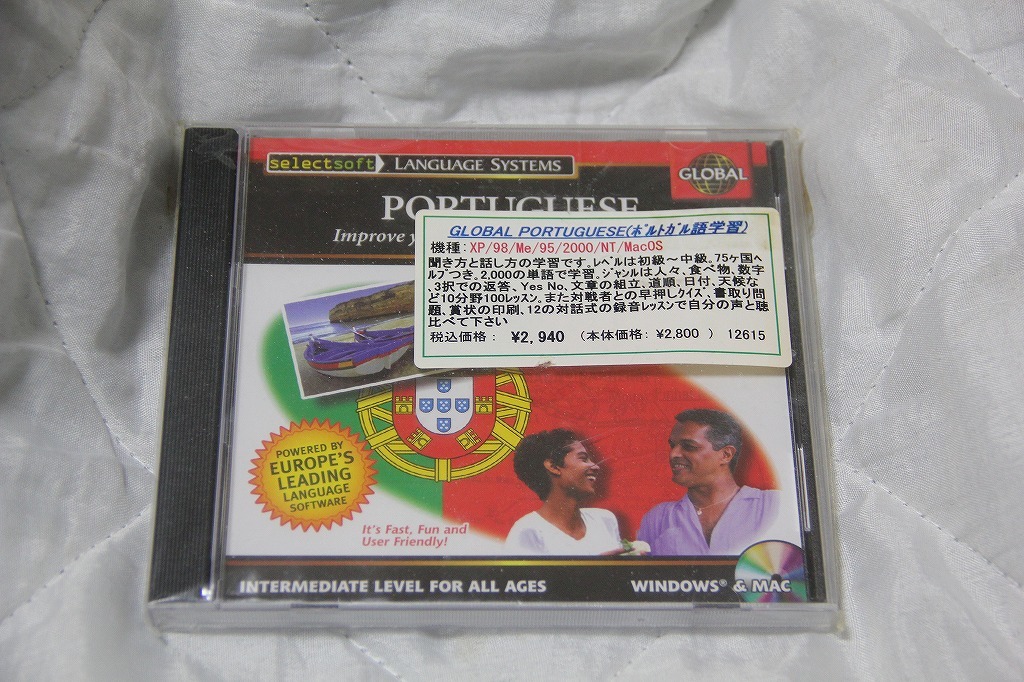 selectsoft LANGUAGE SYSTEMS
GLOBAL
PORTUGUESE
Improve
GLOBAL PORTUGUESE(ﾎﾟﾙﾄｶﾞﾙ語学習)
機種:XP/98/Me/95/2000/NT/MacOS
聞き方と話し方の学習です。ﾚﾍﾞﾙは初級～中級。75ヶ国ヘ
ﾙﾌﾟつき。2,000の単語で学習。ｼﾞｬﾝﾙは人々、食べ物、数字
、3択での返答、Yes No、文章の組立、道順、日付、天候な
ど10分野100ﾚｯｽﾝ。また対戦者との早押しｸｲｽﾞ、書取り問
題、賞状の印刷、12の対話式の録音ﾚｯｽﾝで自分の声と聴
比べて下さい
税込価格: ¥2,940 (本体価格: ¥2,800 ) 12615
POWERED BY
EUROPE'S
LEADING
LANGUAGE
SOFTWARE
It's Fast, Fun and
User Friendly!
INTERMEDIATE LEVEL FOR ALL AGES
WINDOWS® & MAC